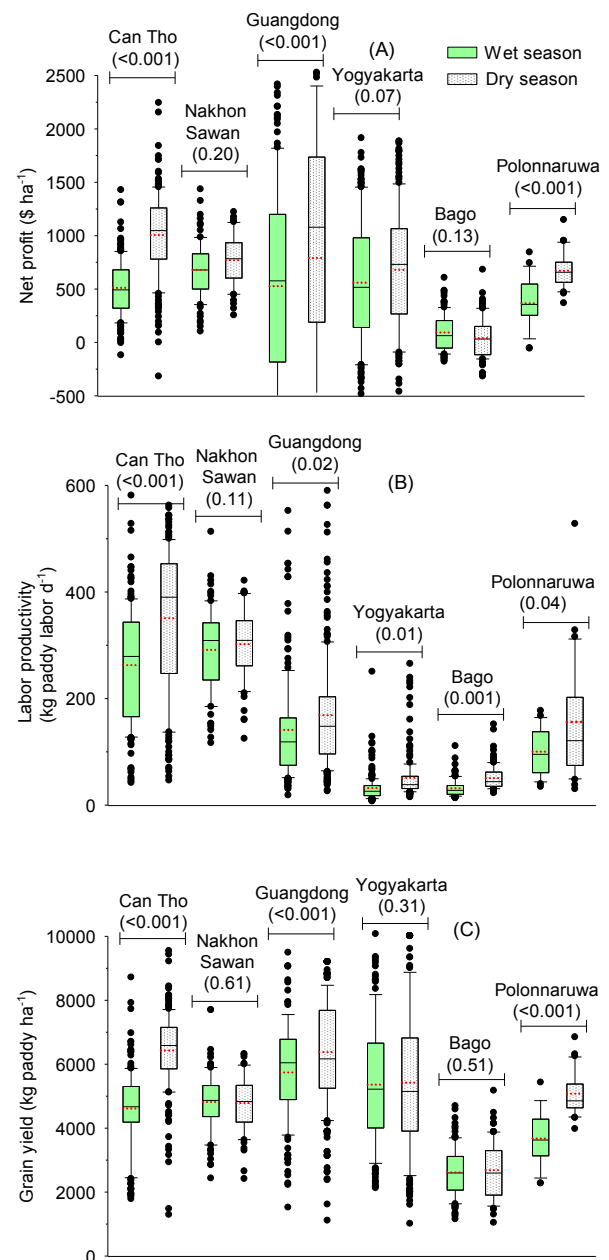 Can Tho
(<0.001)
Guangdong
(<0.001)
(A)
Wet season
Dry season
Nakhon
Sawan
(0.20)
Yogyakarta
(0.07)
Bago
(0.13)
Polonnaruwa
(<0.001)
Net profit ($ ha-1)
2500
2000
1500
1000
500
0
-500
Can Tho
(<0.001)
Nakhon
Sawan
(0.11)
Guangdong
(0.02)
(B)
Yogyakarta
(0.01)
Bago
(0.001)
Polonnaruwa
(0.04)
Labor productivity
(kg paddy labor d-1)
600
400
200
0
Can Tho
(<0.001)
Nakhon
Sawan
(0.61)
Guangdong
(<0.001)
Yogyakarta
(0.31)
(C)
Bago
(0.51)
Polonnaruwa
(<0.001)
Grain yield (kg paddy ha-1)
10000
8000
6000
4000
2000
0